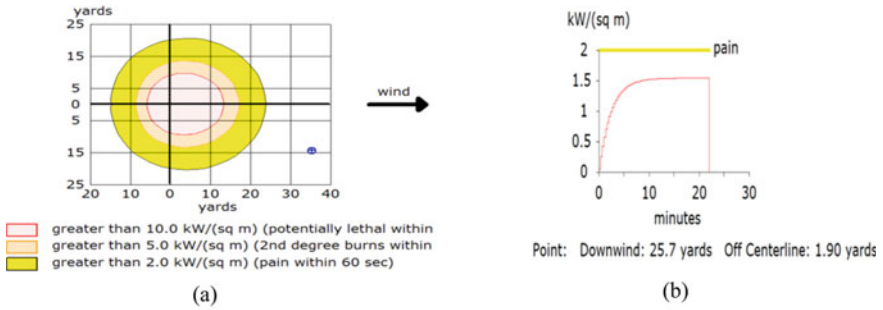 yards
25
15
5
0
5
15
25
20 10 0 10 20 30 40
yards
wind
greater than 10.0 kW/(sq m) (potentially lethal within
greater than 5.0 kW/(sq m) (2nd degree burns within
greater than 2.0 kW/(sq m) (pain within 60 sec)
(a)
kW/(sq m)
2
1.5
1
0.5
0
pain
0 10 20 30
minutes
Point: Downwind: 25.7 yards Off Centerline: 1.90 yards
(b)